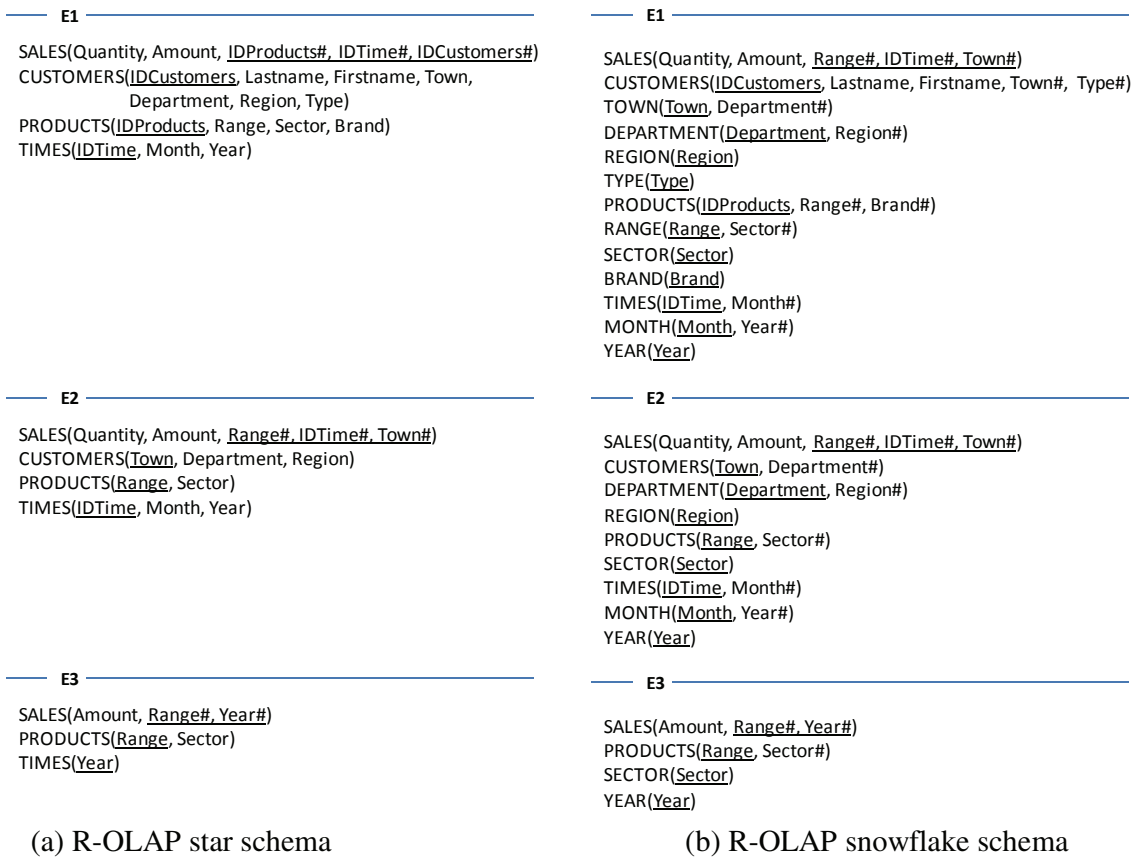 E1
SALES(Quantity, Amount, IDProducts#, IDTime#, IDCustomers#)
CUSTOMERS(IDCustomers, Lastname, Firstname, Town,
Department, Region, Type)
PRODUCTS(IDProducts, Range, Sector, Brand)
TIMES(IDTime, Month, Year)
E2
SALES(Quantity, Amount, Range#, IDTime#, Town#)
CUSTOMERS(Town, Department, Region)
PRODUCTS(Range, Sector)
TIMES(IDTime, Month, Year)
E3
SALES(Amount, Range#, Year#)
PRODUCTS(Range, Sector)
TIMES(Year)
(a) R-OLAP star schema
E1
SALES(Quantity, Amount, Range#, IDTime#, Town#)
CUSTOMERS(IDCustomers, Lastname, Firstname, Town#, Type#)
TOWN(Town, Department#)
DEPARTMENT(Department, Region#)
REGION(Region)
TYPE(Type)
PRODUCTS(IDProducts, Range#, Brand#)
RANGE(Range, Sector#)
SECTOR(Sector)
BRAND(Brand)
TIMES(IDTime, Month#)
MONTH(Month, Year#)
YEAR(Year)
E2
SALES(Quantity, Amount, Range#, IDTime#, Town#)
CUSTOMERS(Town, Department#)
DEPARTMENT(Department, Region#)
REGION(Region)
PRODUCTS(Range, Sector#)
SECTOR(Sector)
TIMES(IDTime, Month#)
MONTH(Month, Year#)
YEAR(Year)
E3
SALES(Amount, Range#, Year#)
PRODUCTS(Range, Sector#)
SECTOR(Sector)
YEAR(Year)
(b) R-OLAP snowflake schema